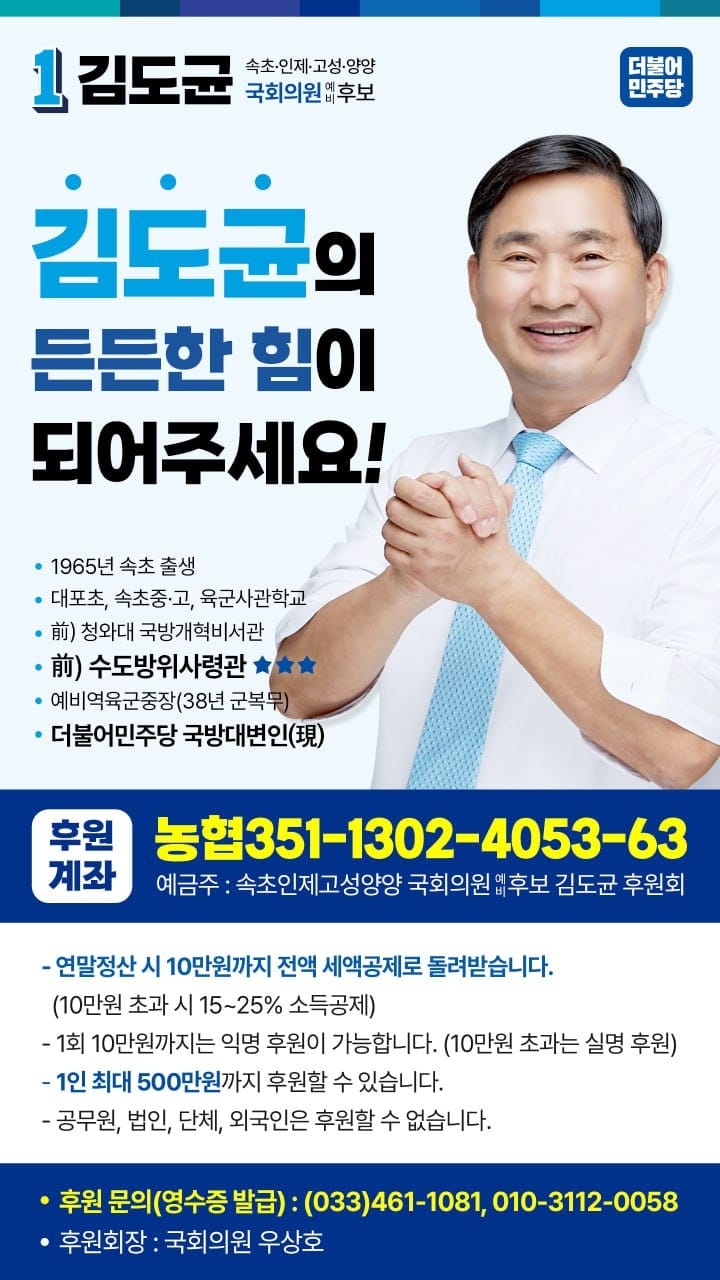 1 김도균 속초·인제·고성·양양
국회의원 예비 후보
더불어
민주당
김도균의
든든한 힘이
되어주세요!
• 1965년 속초 출생
• 대포초, 속초중·고, 육군사관학교
• 前) 청와대 국방개혁비서관
• 前) 수도방위사령관 ★★★
• 예비역육군중장(38년 군복무)
• 더불어민주당 국방대변인(現)
후원
계좌
농협351-1302-4053-63
예금주 : 속초인제고성양양 국회의원 예비 후보 김도균 후원회
- 연말정산 시 10만원까지 전액 세액공제로 돌려받습니다.
(10만원 초과 시 15~25% 소득공제)
- 1회 10만원까지는 익명 후원이 가능합니다. (10만원 초과는 실명 후원)
- 1인 최대 500만원까지 후원할 수 있습니다.
- 공무원, 법인, 단체, 외국인은 후원할 수 없습니다.
• 후원 문의(영수증 발급) : (033)461-1081, 010-3112-0058
• 후원회장 : 국회의원 우상호